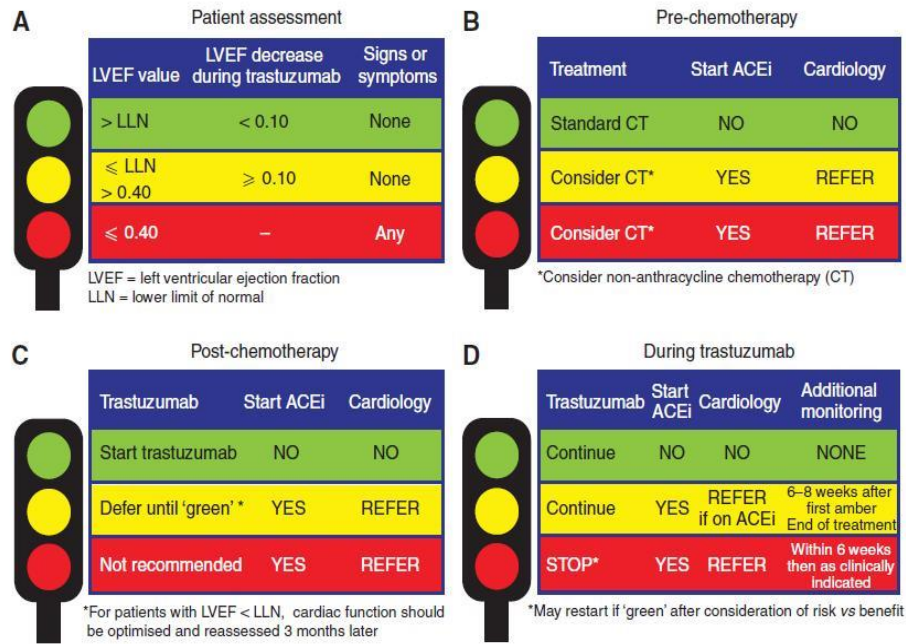 A Patient assessment
LVEF value LVEF decrease during trastuzumab Signs or symptoms
> LLN < 0.10 None
⩽ LLN > 0.40 ⩾ 0.10 None
⩽ 0.40 – Any
LVEF = left ventricular ejection fraction
LLN = lower limit of normal
B Pre-chemotherapy
Treatment Start ACEi Cardiology
Standard CT NO NO
Consider CT* YES REFER
Consider CT* YES REFER
*Consider non-anthracycline chemotherapy (CT)
C Post-chemotherapy
Trastuzumab Start ACEi Cardiology
Start trastuzumab NO NO
Defer until ‘green’ * YES REFER
Not recommended YES REFER
*For patients with LVEF < LLN, cardiac function should
be optimised and reassessed 3 months later
D During trastuzumab
Trastuzumab Start ACEi Cardiology Additional monitoring
Continue NO NO NONE
Continue YES REFER if on ACEi 6–8 weeks after first amber End of treatment
STOP* YES REFER Within 6 weeks then as clinically indicated
*May restart if ‘green’ after consideration of risk vs benefit